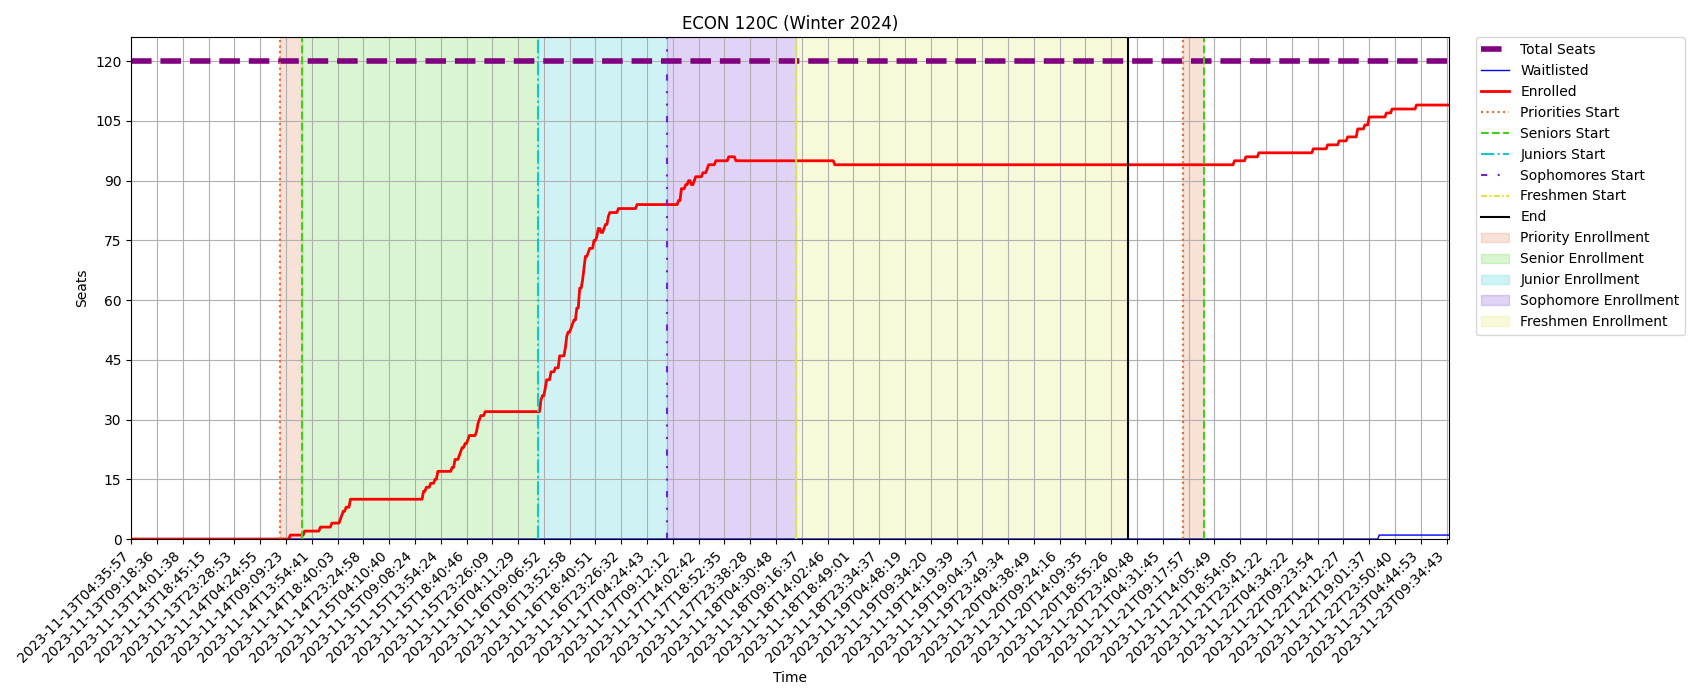 ECON 120C (Winter 2024)
Seats
120
105
90
75
60
45
30
15
0
2023-11-13T04:35:57
2023-11-13T09:18:36
2023-11-13T14:01:38
2023-11-13T18:45:15
2023-11-13T23:28:53
2023-11-14T04:24:55
2023-11-14T09:09:23
2023-11-14T13:54:41
2023-11-14T18:40:03
2023-11-14T23:24:58
2023-11-15T04:10:40
2023-11-15T09:08:24
2023-11-15T13:54:24
2023-11-15T18:40:46
2023-11-15T23:26:09
2023-11-16T04:11:29
2023-11-16T09:06:52
2023-11-16T13:52:58
2023-11-16T18:40:51
2023-11-16T23:26:32
2023-11-17T04:24:43
2023-11-17T09:12:12
2023-11-17T14:02:42
2023-11-17T18:52:35
2023-11-17T23:38:28
2023-11-18T04:30:48
2023-11-18T09:16:37
2023-11-18T14:02:46
2023-11-18T18:49:01
2023-11-18T23:34:37
2023-11-19T04:48:19
2023-11-19T09:34:20
2023-11-19T14:19:39
2023-11-19T19:04:37
2023-11-19T23:49:34
2023-11-20T04:38:49
2023-11-20T09:24:16
2023-11-20T14:09:35
2023-11-20T18:55:26
2023-11-20T23:40:48
2023-11-21T04:31:45
2023-11-21T09:17:57
2023-11-21T14:05:49
2023-11-21T18:54:05
2023-11-21T23:41:22
2023-11-22T04:34:22
2023-11-22T09:23:54
2023-11-22T14:12:27
2023-11-22T19:01:37
2023-11-22T23:50:40
2023-11-23T04:44:53
2023-11-23T09:34:43
Time
Total Seats
Waitlisted
Enrolled
Priorities Start
Seniors Start
Juniors Start
Sophomores Start
Freshmen Start
End
Priority Enrollment
Senior Enrollment
Junior Enrollment
Sophomore Enrollment
Freshmen Enrollment